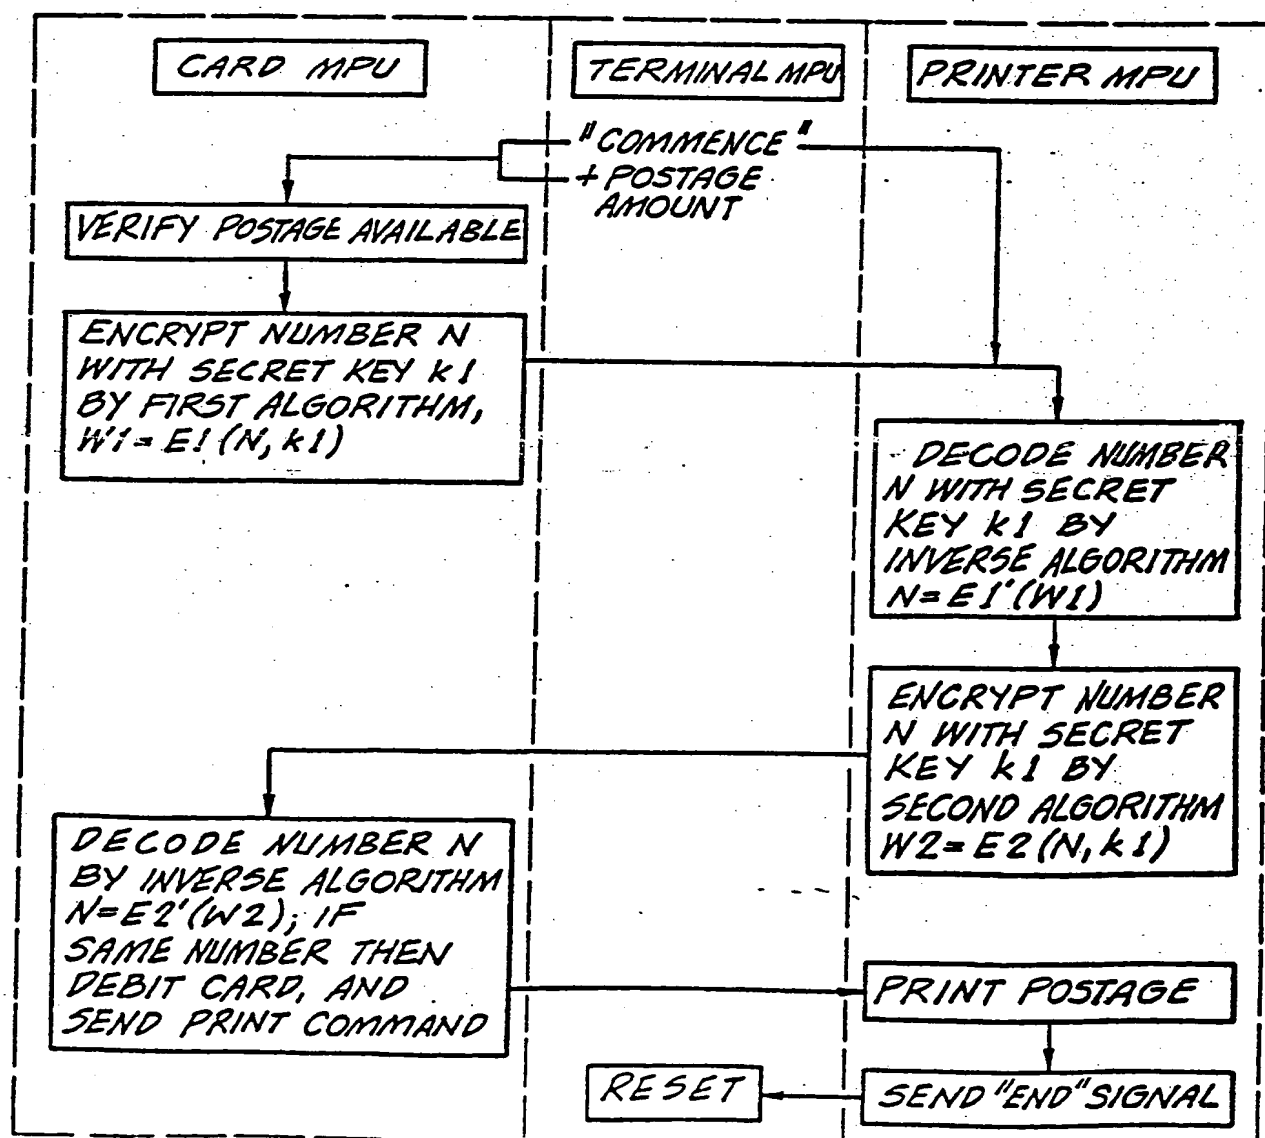 CARD MPU
TERMINAL MPU
PRINTER MPU
"COMMENCE"
+ POSTAGE
AMOUNT
VERIFY POSTAGE AVAILABLE
ENCRYPT NUMBER N
WITH SECRET KEY k1
BY FIRST ALGORITHM,
W1=E1(N,k1)
DECODE NUMBER
N WITH SECRET
KEY k1 BY
INVERSE ALGORITHM
N=E1'(W1)
ENCRYPT NUMBER
N WITH SECRET
KEY k1 BY
SECOND ALGORITHM
W2=E2(N,k1)
DECODE NUMBER N
BY INVERSE ALGORITHM
N=E2'(W2); IF
SAME NUMBER THEN
DEBIT CARD, AND
SEND PRINT COMMAND
PRINT POSTAGE
SEND "END" SIGNAL
RESET